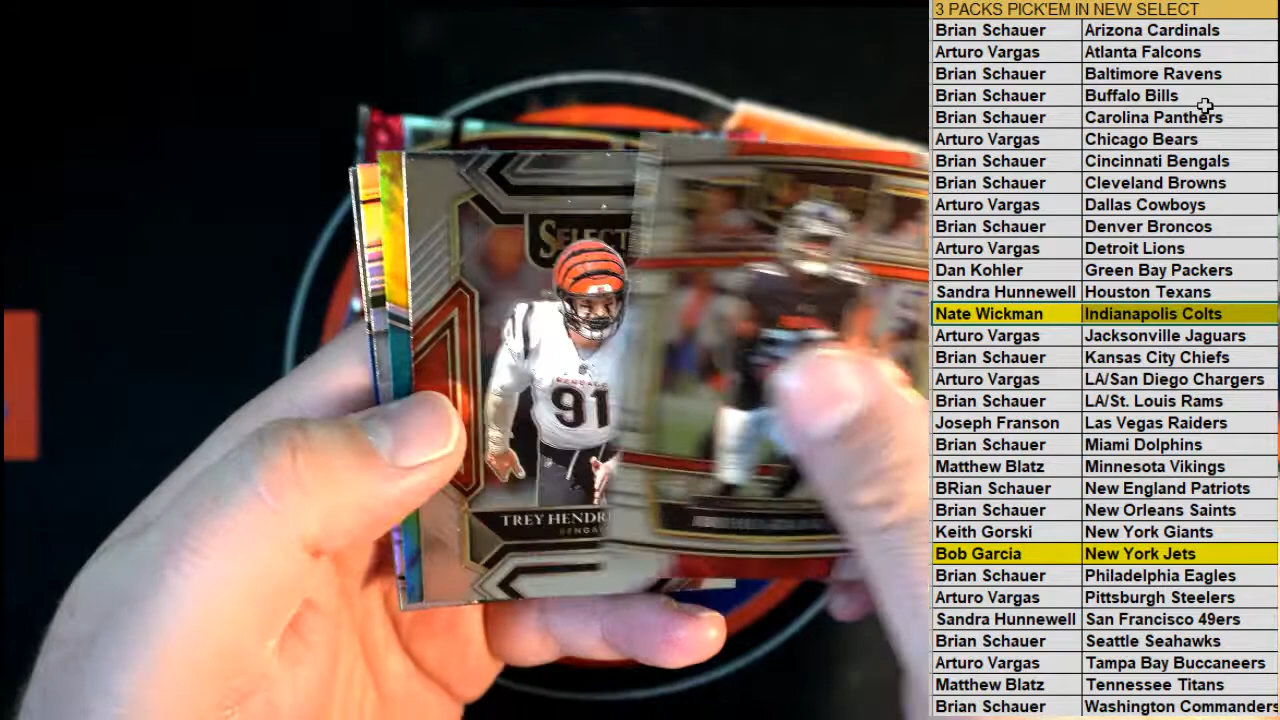 3 PACKS PICK'EM IN NEW SELECT
Brian Schauer Arizona Cardinals
Arturo Vargas Atlanta Falcons
Brian Schauer Baltimore Ravens
Brian Schauer Buffalo Bills
Brian Schauer Carolina Panthers
Arturo Vargas Chicago Bears
Brian Schauer Cincinnati Bengals
Brian Schauer Cleveland Browns
Arturo Vargas Dallas Cowboys
Brian Schauer Denver Broncos
Arturo Vargas Detroit Lions
Dan Kohler Green Bay Packers
Sandra Hunnewell Houston Texans
Nate Wickman Indianapolis Colts
Arturo Vargas Jacksonville Jaguars
Brian Schauer Kansas City Chiefs
Arturo Vargas LA/San Diego Chargers
Brian Schauer LA/St. Louis Rams
Joseph Franson Las Vegas Raiders
Brian Schauer Miami Dolphins
Matthew Blatz Minnesota Vikings
BRian Schauer New England Patriots
Brian Schauer New Orleans Saints
Keith Gorski New York Giants
Bob Garcia New York Jets
Brian Schauer Philadelphia Eagles
Arturo Vargas Pittsburgh Steelers
Sandra Hunnewell San Francisco 49ers
Brian Schauer Seattle Seahawks
Arturo Vargas Tampa Bay Buccaneers
Matthew Blatz Tennessee Titans
Brian Schauer Washington Commanders
SELECT
BENGALS
91
TREY HENDR
BENGA